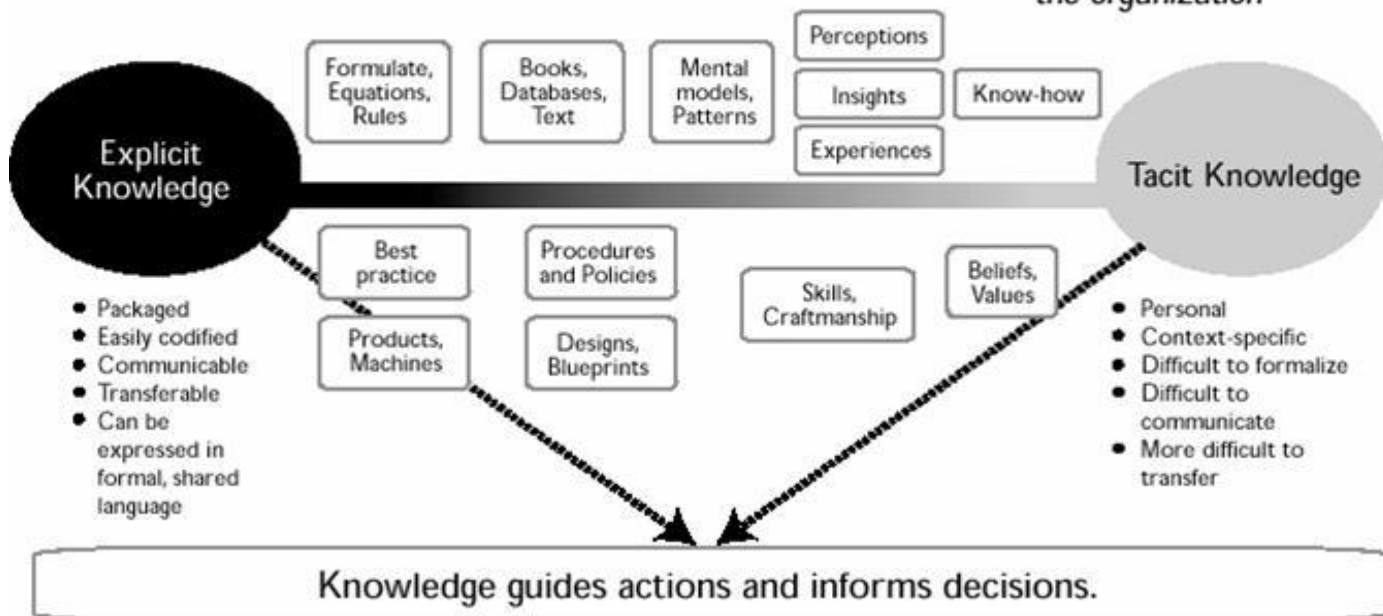 the organization
Perceptions
Formulate,
Equations,
Rules
Books,
Databases,
Text
Mental
models,
Patterns
Insights
Know-how
Experiences
Explicit
Knowledge
Tacit Knowledge
Best
practice
Procedures
and Policies
Skills,
Craftmanship
Beliefs,
Values
Products,
Machines
Designs,
Blueprints
• Packaged
• Easily codified
• Communicable
• Transferable
• Can be
expressed in
formal, shared
language
• Personal
• Context-specific
• Difficult to formalize
• Difficult to
communicate
• More difficult to
transfer
Knowledge guides actions and informs decisions.